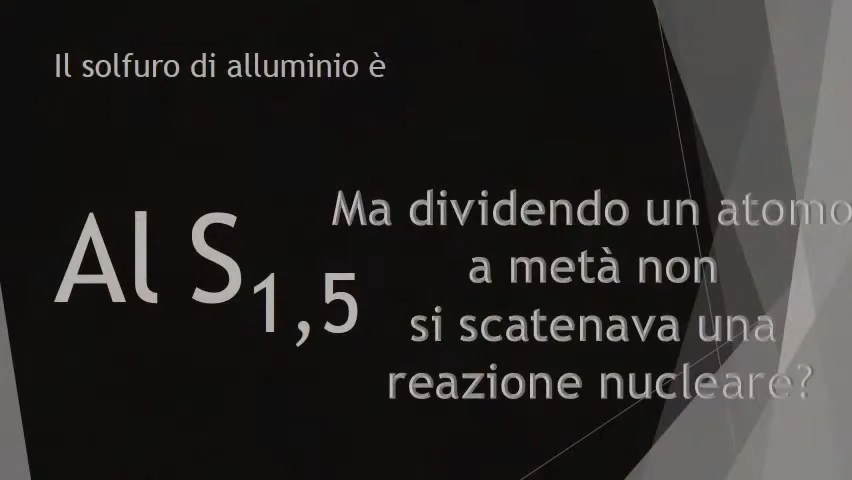 Il solfuro di alluminio è
Al S1,5
Ma dividendo un atomo
a metà non
si scatenava una
reazione nucleare?